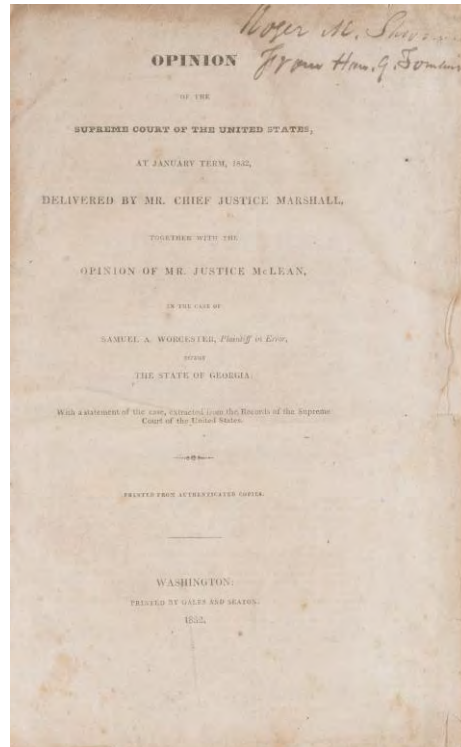 Roger M.
OPINION From Hon. G.
OF THE
SUPREME COURT OF THE UNITED STATES,
AT JANUARY TERM, 1832,
DELIVERED BY MR. CHIEF JUSTICE MARSHALL,
TOGETHER WITH THE
OPINION OF MR. JUSTICE McLEAN,
IN THE CASE OF
SAMUEL A. WORCESTER, Plaintiff in Error,
versus
THE STATE OF GEORGIA:
With a statement of the case, extracted from the Records of the Supreme
Court of the United States.
PRINTED FROM AUTHENTICATED COPIES.
WASHINGTON:
PRINTED BY GALES AND SEATON.
1832.